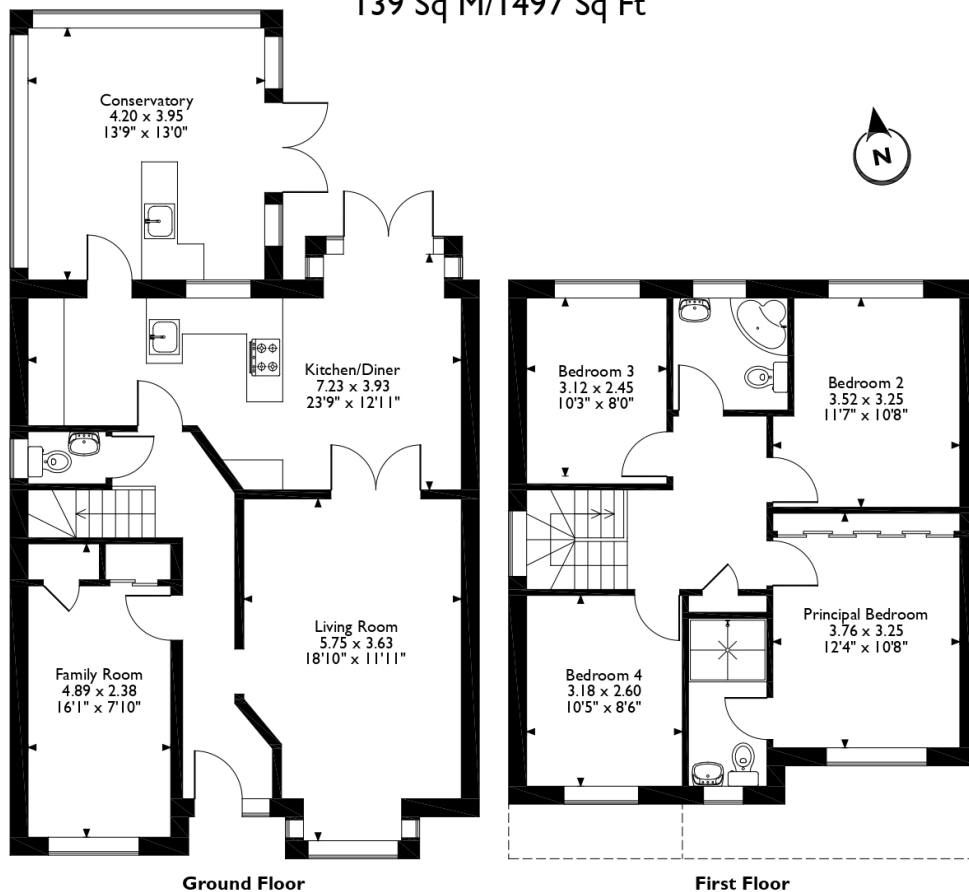 139 Sq M/1497 Sq Ft
Conservatory
4.20 x 3.95
13'9" x 13'0"
N
Kitchen/Diner
7.23 x 3.93
23'9" x 12'11"
Living Room
5.75 x 3.63
18'10" x 11'11"
Family Room
4.89 x 2.38
16'1" x 7'10"
Ground Floor
Bedroom 3
3.12 x 2.45
10'3" x 8'0"
Bedroom 2
3.52 x 3.25
11'7" x 10'8"
Principal Bedroom
3.76 x 3.25
12'4" x 10'8"
Bedroom 4
3.18 x 2.60
10'5" x 8'6"
First Floor